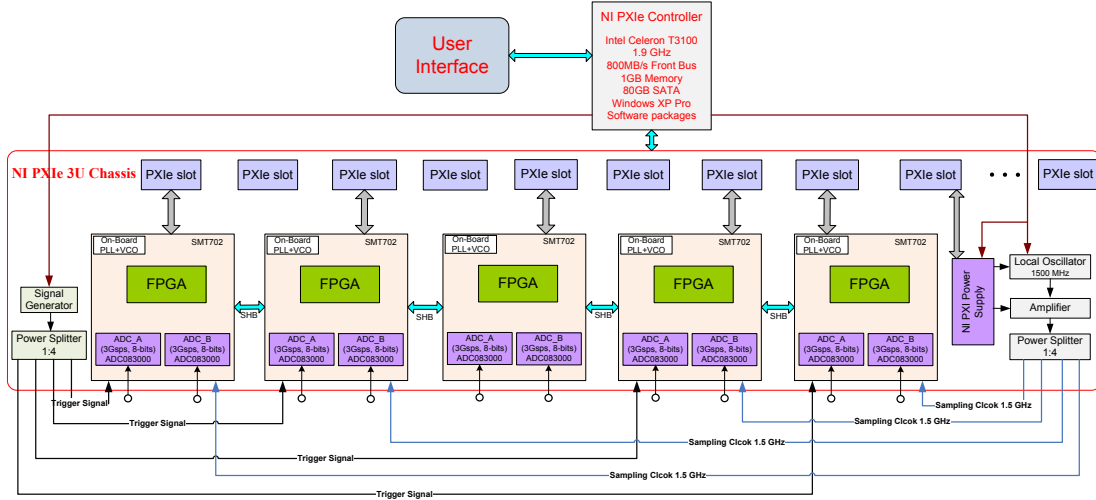 NI PXIe Controller
Intel Celeron T3100
1.9 GHz
800MB/s Front Bus
1GB Memory
80GB SATA
Windows XP Pro
Software packages
User
Interface
NI PXIe 3U Chassis
PXIe slot
PXIe slot
PXIe slot
PXIe slot
PXIe slot
PXIe slot
PXIe slot
PXIe slot
PXIe slot
• • •
PXIe slot
On-Board
PLL+VCO
SMT702
FPGA
ADC_A
(3Gsps, 8-bits)
ADC083000
ADC_B
(3Gsps, 8-bits)
ADC083000
SHB
On-Board
PLL+VCO
SMT702
FPGA
ADC_A
(3Gsps, 8-bits)
ADC083000
ADC_B
(3Gsps, 8-bits)
ADC083000
SHB
On-Board
PLL+VCO
SMT702
FPGA
ADC_A
(3Gsps, 8-bits)
ADC083000
ADC_B
(3Gsps, 8-bits)
ADC083000
SHB
On-Board
PLL+VCO
SMT702
FPGA
ADC_A
(3Gsps, 8-bits)
ADC083000
ADC_B
(3Gsps, 8-bits)
ADC083000
SHB
On-Board
PLL+VCO
SMT702
FPGA
ADC_A
(3Gsps, 8-bits)
ADC083000
ADC_B
(3Gsps, 8-bits)
ADC083000
Signal
Generator
Power Splitter
1:4
NI PXI Power
Supply
Local Oscillator
1500 MHz
Amplifier
Power Splitter
1:4
Trigger Signal
Sampling Clcok 1.5 GHz
Trigger Signal
Sampling Clcok 1.5 GHz
Sampling Clcok 1.5 GHz
Trigger Signal
Sampling Clcok 1.5 GHz
Trigger Signal